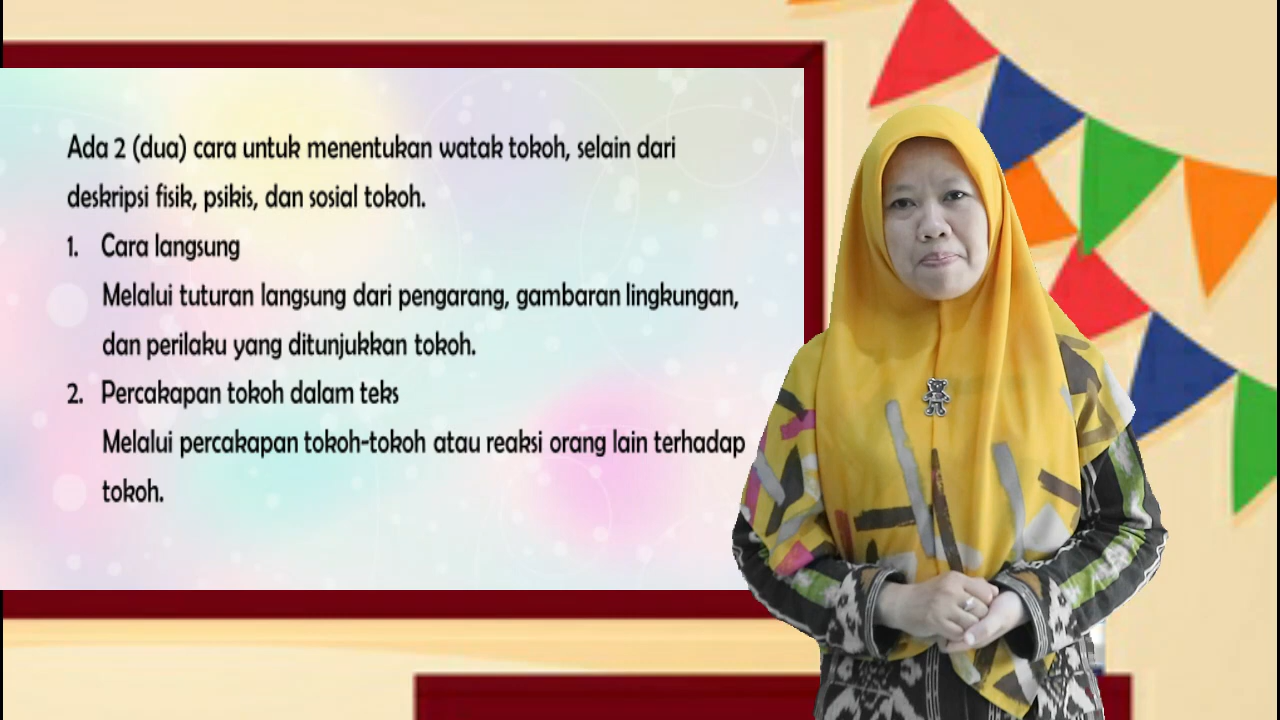 Ada 2 (dua) cara untuk menentukan watak tokoh, selain dari
deskripsi fisik, psikis, dan sosial tokoh.
1. Cara langsung
Melalui tuturan langsung dari pengarang, gambaran lingkungan,
dan perilaku yang ditunjukkan tokoh.
2. Percakapan tokoh dalam teks
Melalui percakapan tokoh-tokoh atau reaksi orang lain terhadap
tokoh.